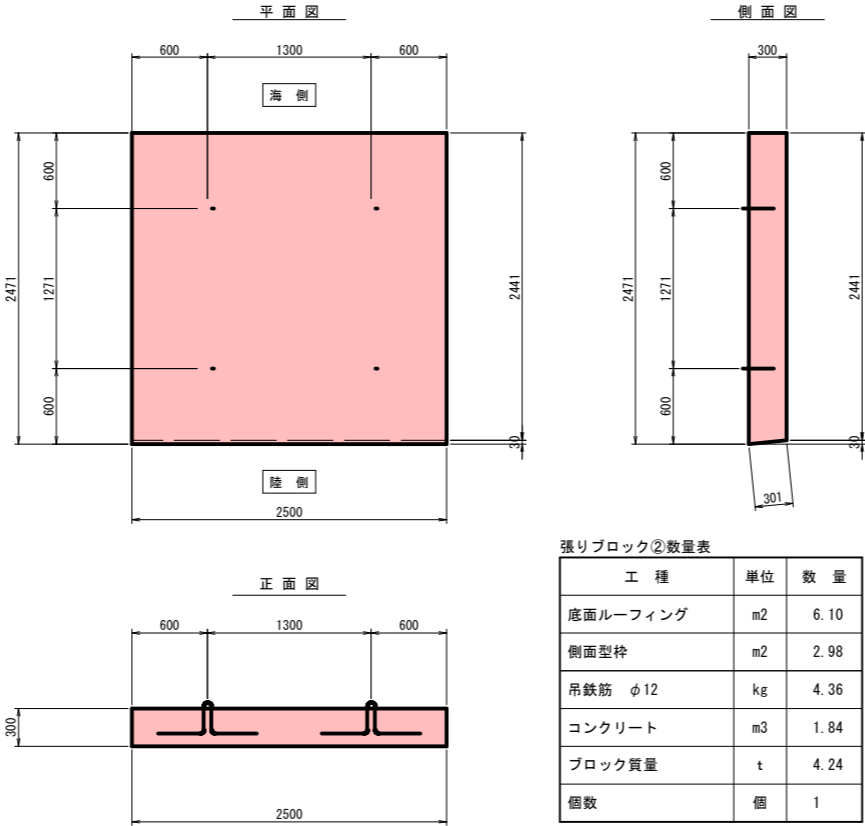 平 面 図
側 面 図
600 1300 600
300
海 側
600
1271
600
2471
2441
30
600
1271
600
2471
2441
30
陸 側
2500
301
正 面 図
600 1300 600
300
2500
張りブロック②数量表
工 種 単位 数 量
底面ルーフィング m2 6.10
側面型枠 m2 2.98
吊鉄筋 φ12 kg 4.36
コンクリート m3 1.84
ブロック質量 t 4.24
個数 個 1